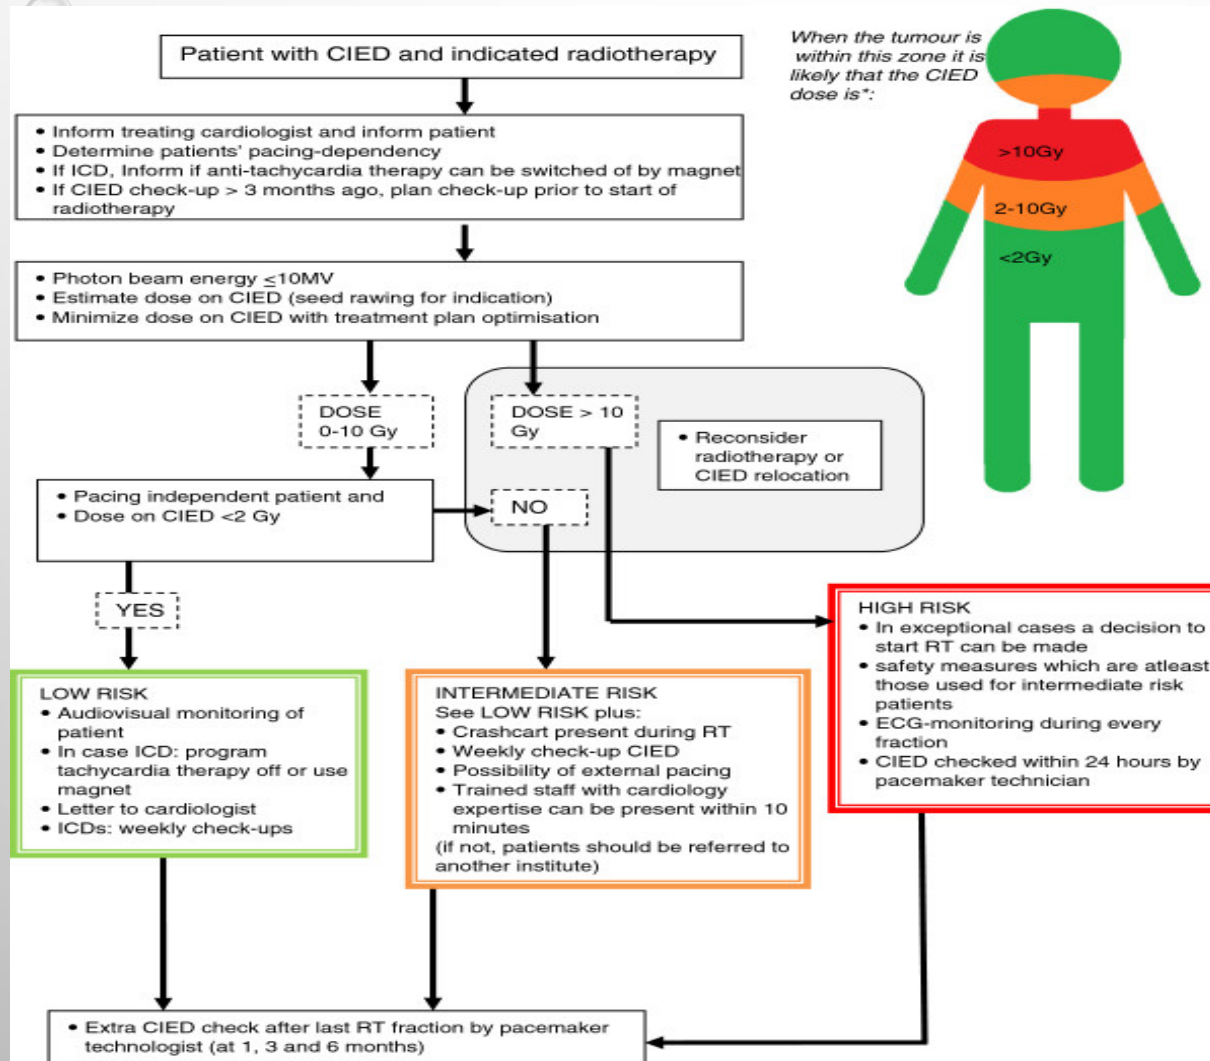 Patient with CIED and indicated radiotherapy
When the tumour is
within this zone it is
likely that the CIED
dose is*:
>10Gy
2-10Gy
<2Gy
• Inform treating cardiologist and inform patient
• Determine patients' pacing-dependency
• If ICD, Inform if anti-tachycardia therapy can be switched of by magnet
• If CIED check-up > 3 months ago, plan check-up prior to start of
radiotherapy
• Photon beam energy ≤10MV
• Estimate dose on CIED (seed rawing for indication)
• Minimize dose on CIED with treatment plan optimisation
DOSE
0-10 Gy
DOSE > 10
Gy
• Reconsider
radiotherapy or
CIED relocation
• Pacing independent patient and
• Dose on CIED <2 Gy
NO
YES
LOW RISK
• Audiovisual monitoring of
patient
• In case ICD: program
tachycardia therapy off or use
magnet
• Letter to cardiologist
• ICDs: weekly check-ups
INTERMEDIATE RISK
See LOW RISK plus:
• Crashcart present during RT
• Weekly check-up CIED
• Possibility of external pacing
• Trained staff with cardiology
expertise can be present within 10
minutes
(if not, patients should be referred to
another institute)
HIGH RISK
• In exceptional cases a decision to
start RT can be made
• safety measures which are atleast
those used for intermediate risk
patients
• ECG-monitoring during every
fraction
• CIED checked within 24 hours by
pacemaker technician
• Extra CIED check after last RT fraction by pacemaker
technologist (at 1, 3 and 6 months)